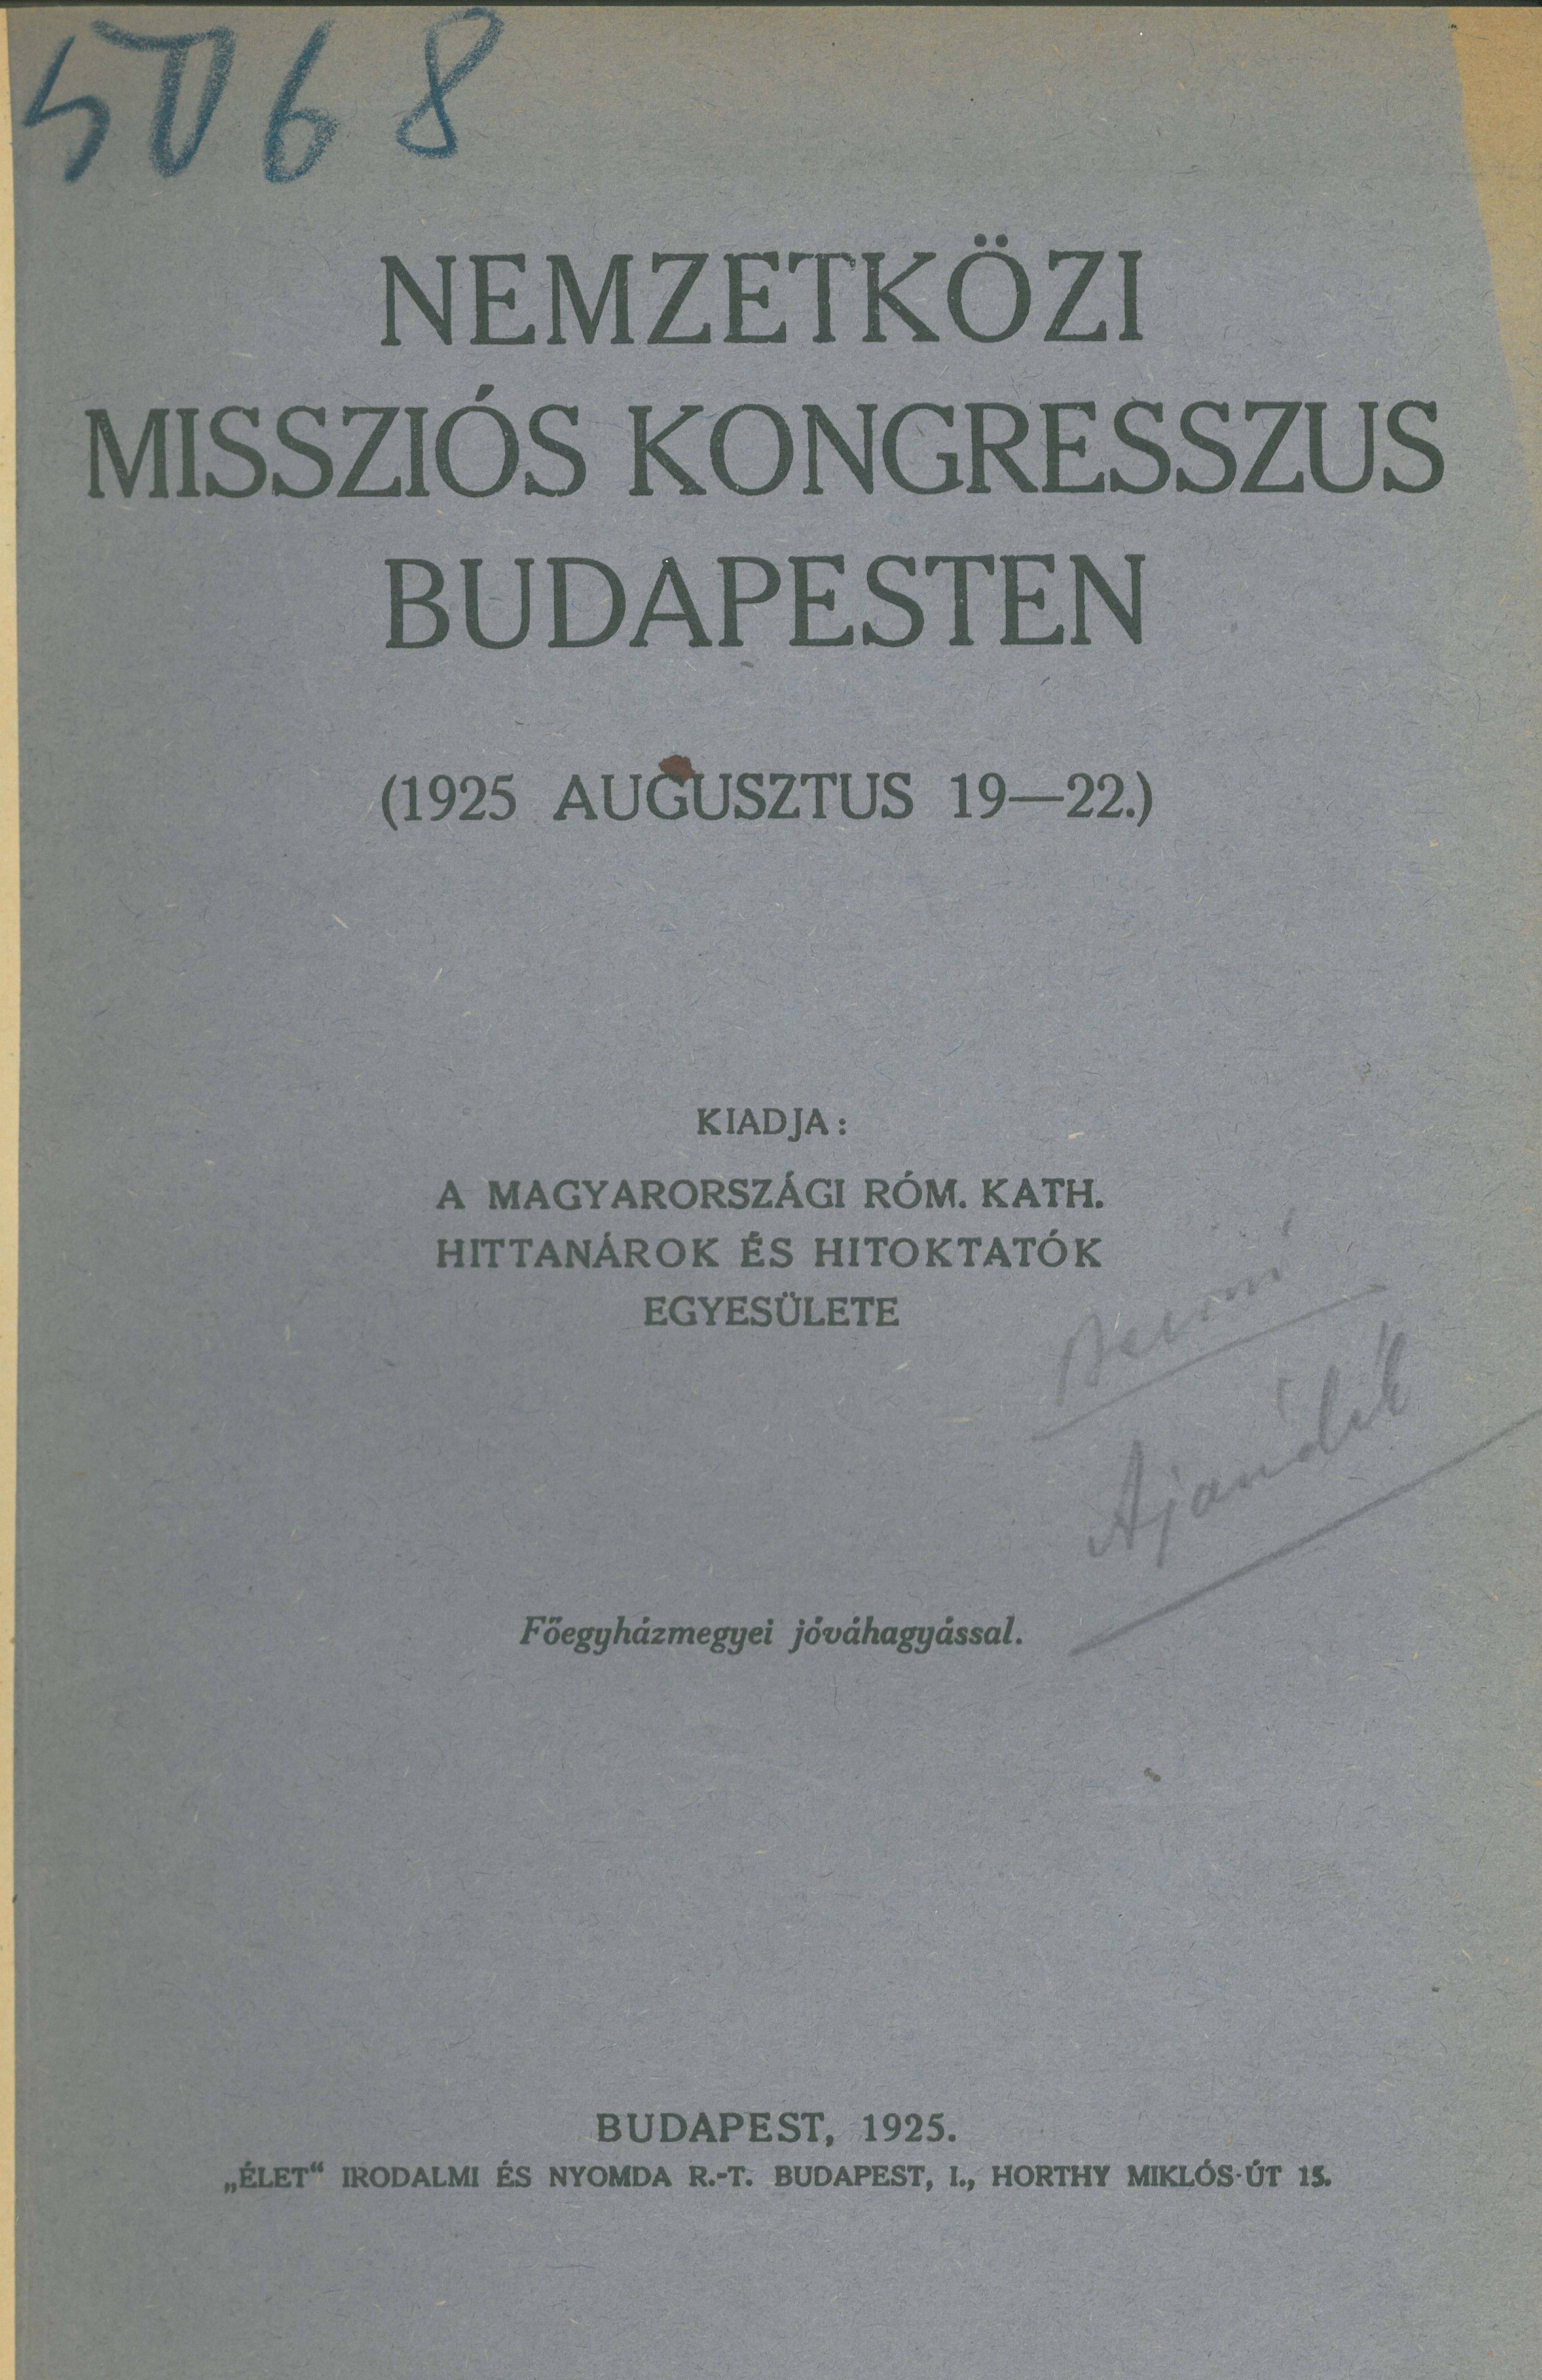 5068
NEMZETKÖZI
MISSZIÓS KONGRESSZUS
BUDAPESTEN
(1925 AUGUSZTUS 19—22.)
KIADJA:
A MAGYARORSZÁGI RÓM. KATH.
HITTANÁROK ÉS HITOKTATÓK
EGYESÜLETE
Ajándék
Főegyházmegyei jóváhagyással.
BUDAPEST, 1925.
„ÉLET“ IRODALMI ÉS NYOMDA R.-T. BUDAPEST, I., HORTHY MIKLÓS-ÚT 15.